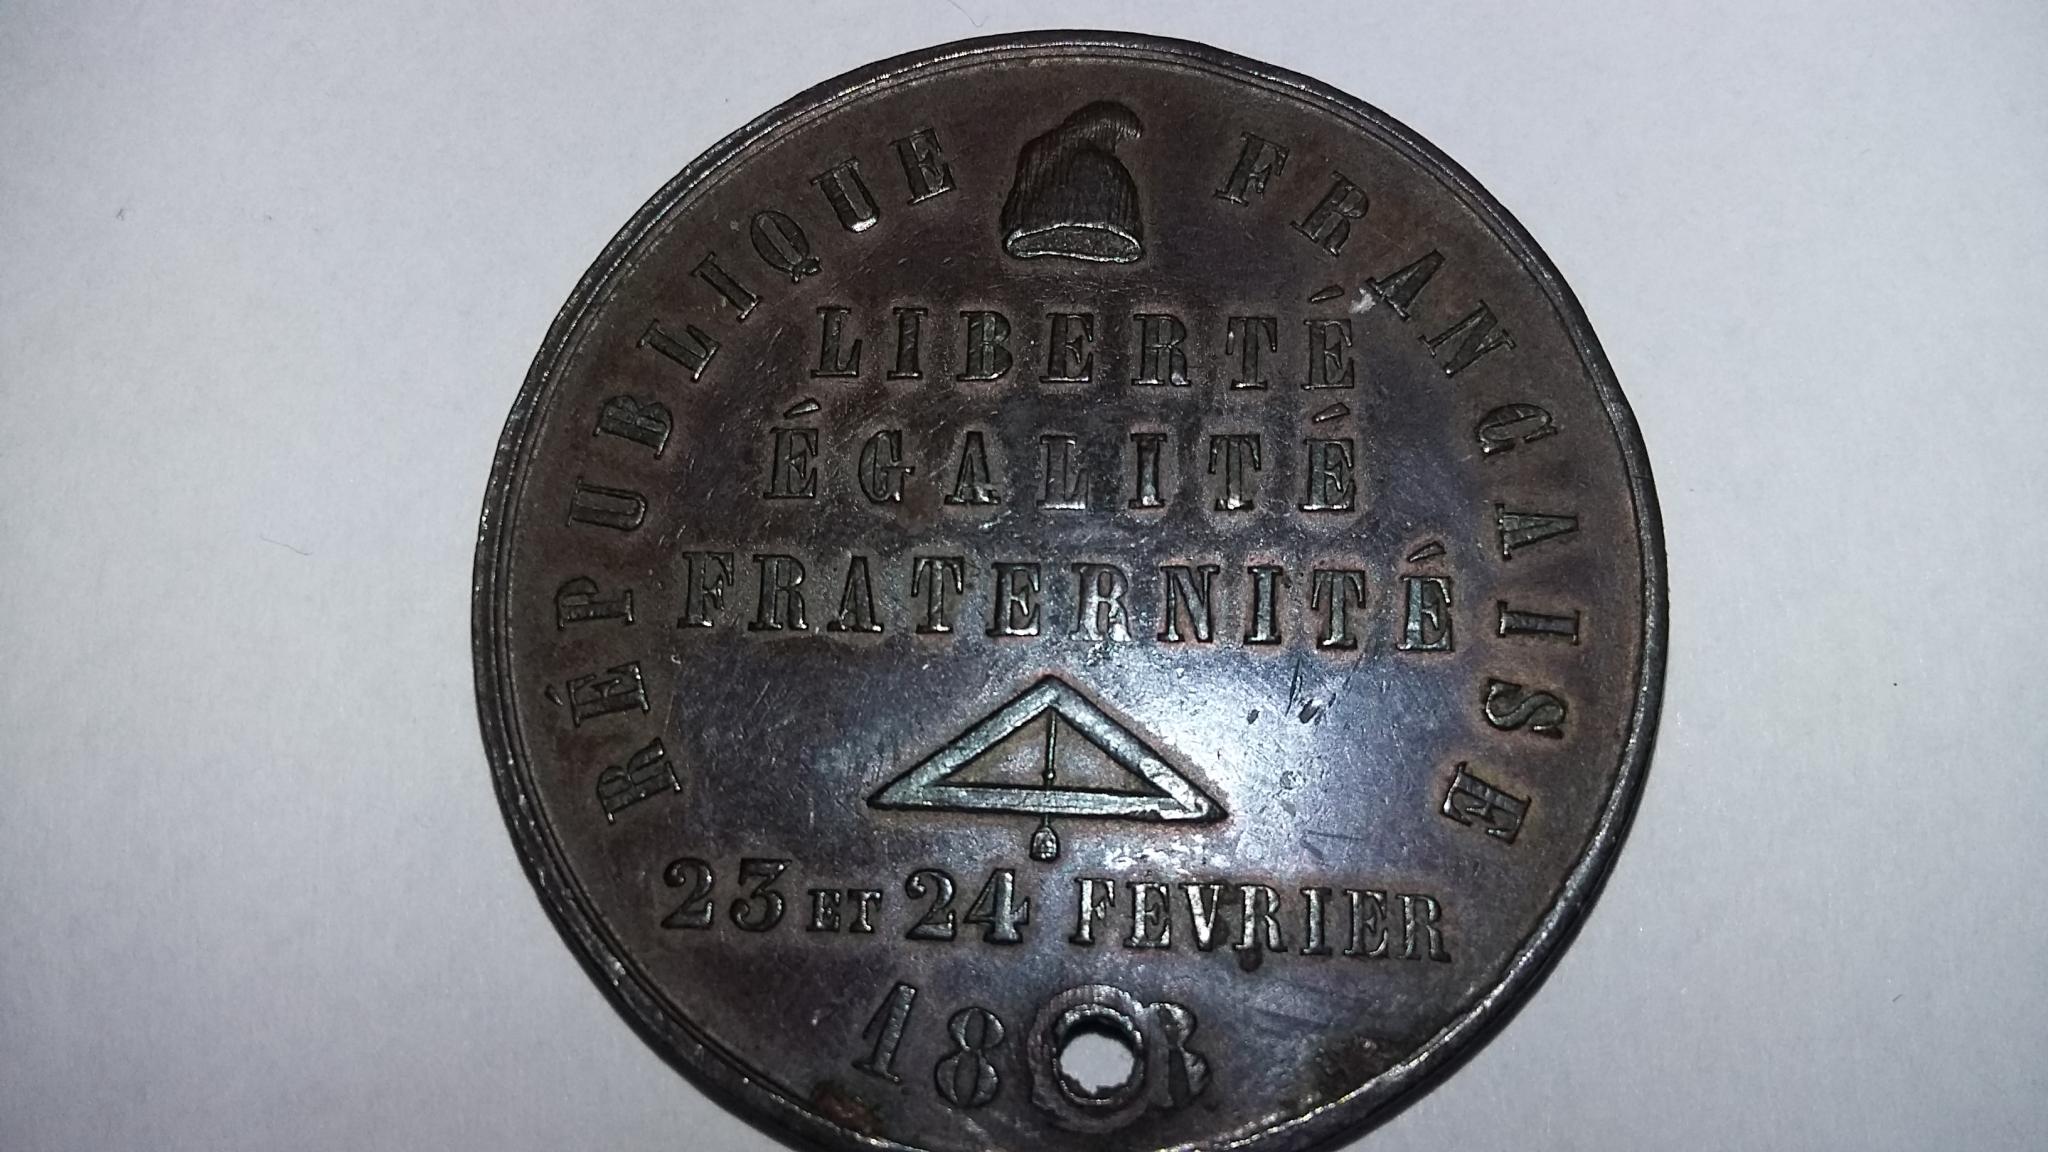 RÉPUBLIQUE FRANCAISE
LIBERTÉ
ÉGALITÉ
FRATERNITÉ
23 ET 24 FEVRIER